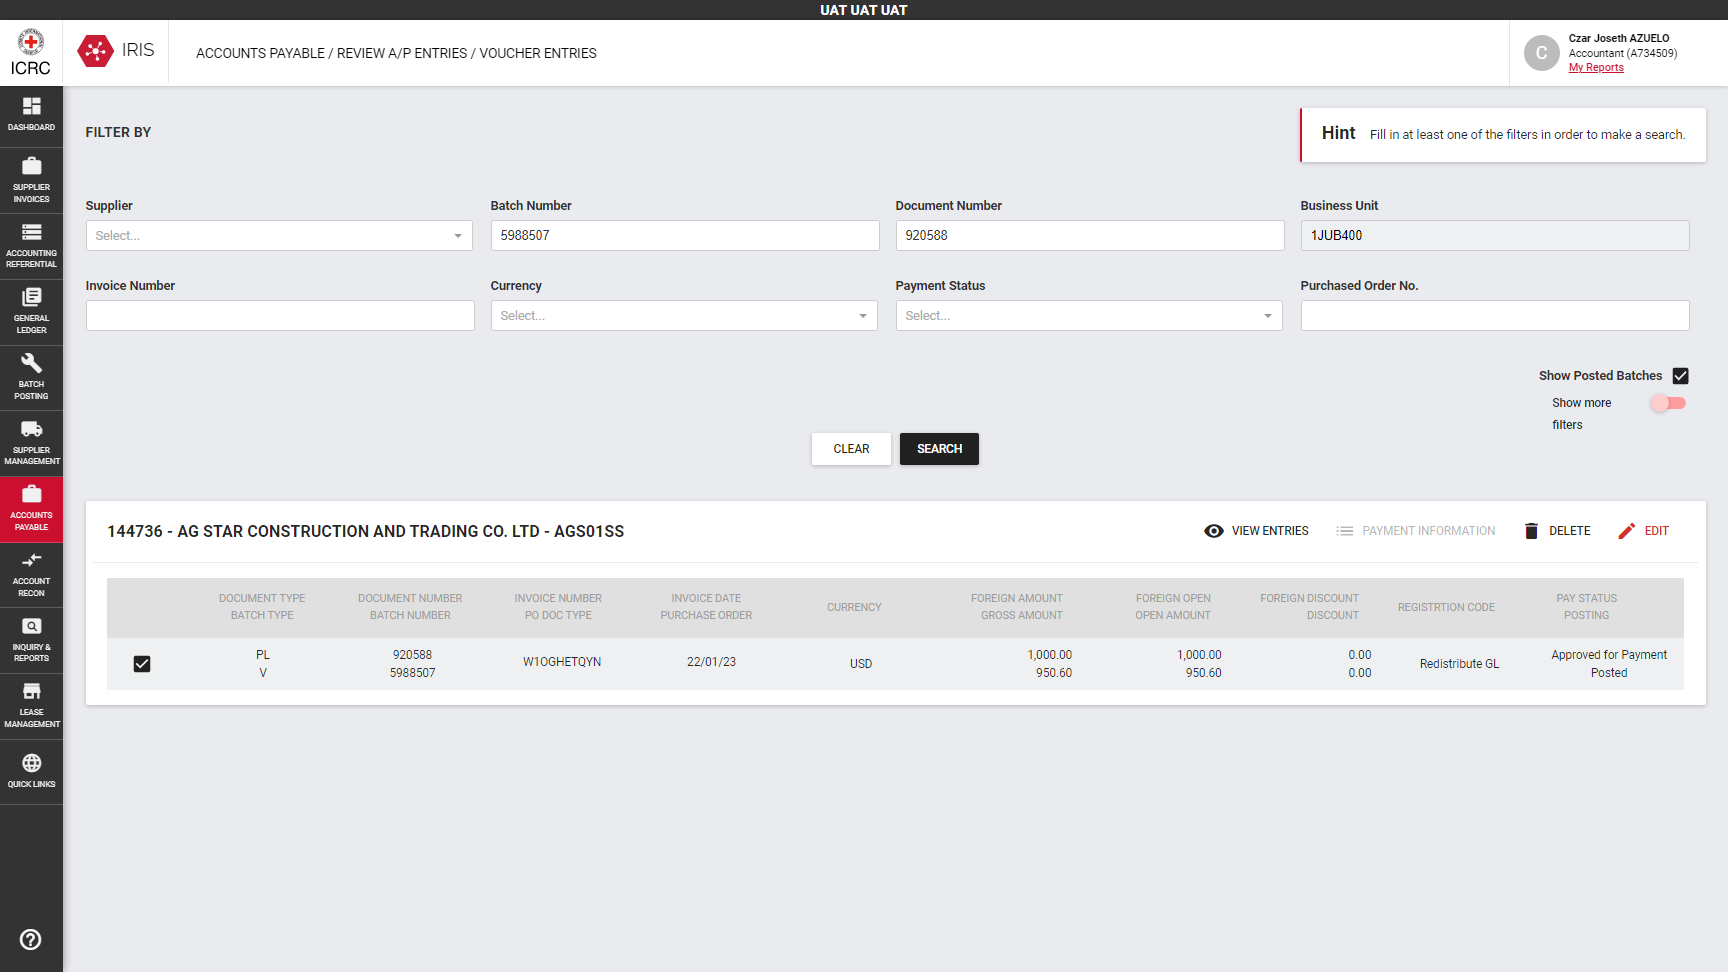 UAT UAT UAT
ICRC
IRIS
ACCOUNTS PAYABLE / REVIEW A/P ENTRIES / VOUCHER ENTRIES
C
Czar Joseth AZUELO
Accountant (A734509)
My Reports
DASHBOARD
SUPPLIER
INVOICES
ACCOUNTING
REFERENTIAL
GENERAL
LEDGER
BATCH
POSTING
SUPPLIER
MANAGEMENT
ACCOUNTS
PAYABLE
ACCOUNT
RECON
INQUIRY &
REPORTS
LEASE
MANAGEMENT
QUICK LINKS
FILTER BY
Hint Fill in at least one of the filters in order to make a search.
Supplier Batch Number Document Number Business Unit
Select... 5988507 920588 1JUB400
Invoice Number Currency Payment Status Purchased Order No.
Select... Select...
Show Posted Batches
Show more
filters
CLEAR SEARCH
144736 - AG STAR CONSTRUCTION AND TRADING CO. LTD - AGS01SS
VIEW ENTRIES PAYMENT INFORMATION DELETE EDIT
DOCUMENT TYPE DOCUMENT NUMBER INVOICE NUMBER INVOICE DATE CURRENCY FOREIGN AMOUNT FOREIGN OPEN FOREIGN DISCOUNT REGISTRTION CODE PAY STATUS
BATCH TYPE BATCH NUMBER PO DOC TYPE PURCHASE ORDER GROSS AMOUNT OPEN AMOUNT DISCOUNT POSTING
PL 920588 W1OGHETQYN 22/01/23 USD 1,000.00 1,000.00 0.00 Redistribute GL Approved for Payment
V 5988507 950.60 950.60 0.00 Posted